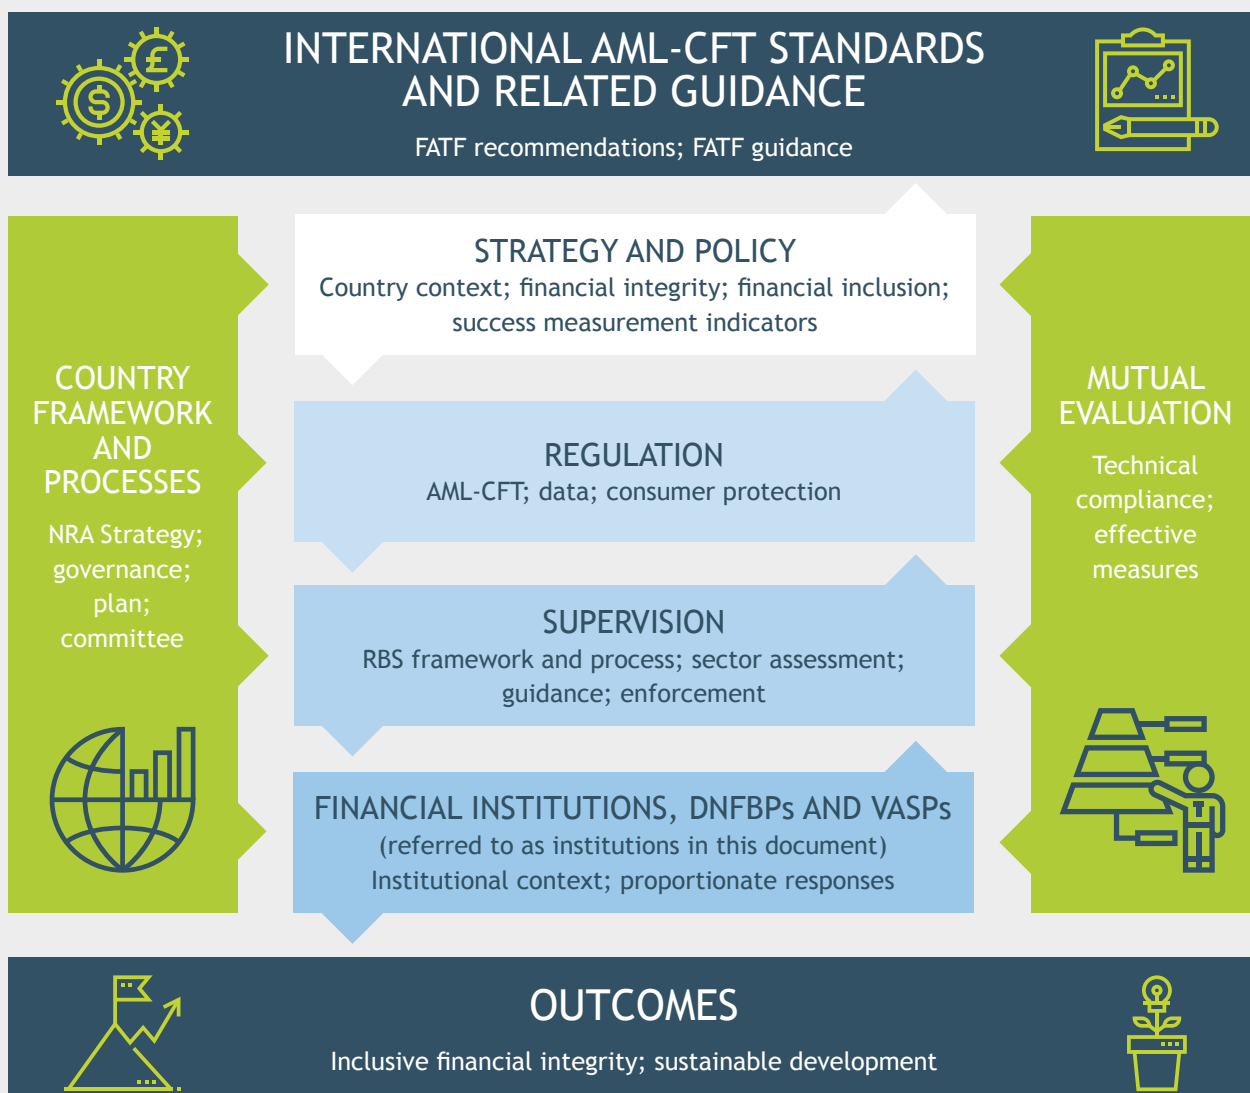 INTERNATIONAL AML-CFT STANDARDS
AND RELATED GUIDANCE
FATF recommendations; FATF guidance
COUNTRY
FRAMEWORK
AND
PROCESSES
NRA Strategy;
governance;
plan;
committee
STRATEGY AND POLICY
Country context; financial integrity; financial inclusion;
success measurement indicators
REGULATION
AML-CFT; data; consumer protection
SUPERVISION
RBS framework and process; sector assessment;
guidance; enforcement
FINANCIAL INSTITUTIONS, DNFBPs AND VASPs
(referred to as institutions in this document)
Institutional context; proportionate responses
MUTUAL
EVALUATION
Technical
compliance;
effective
measures
OUTCOMES
Inclusive financial integrity; sustainable development
£
$
¥